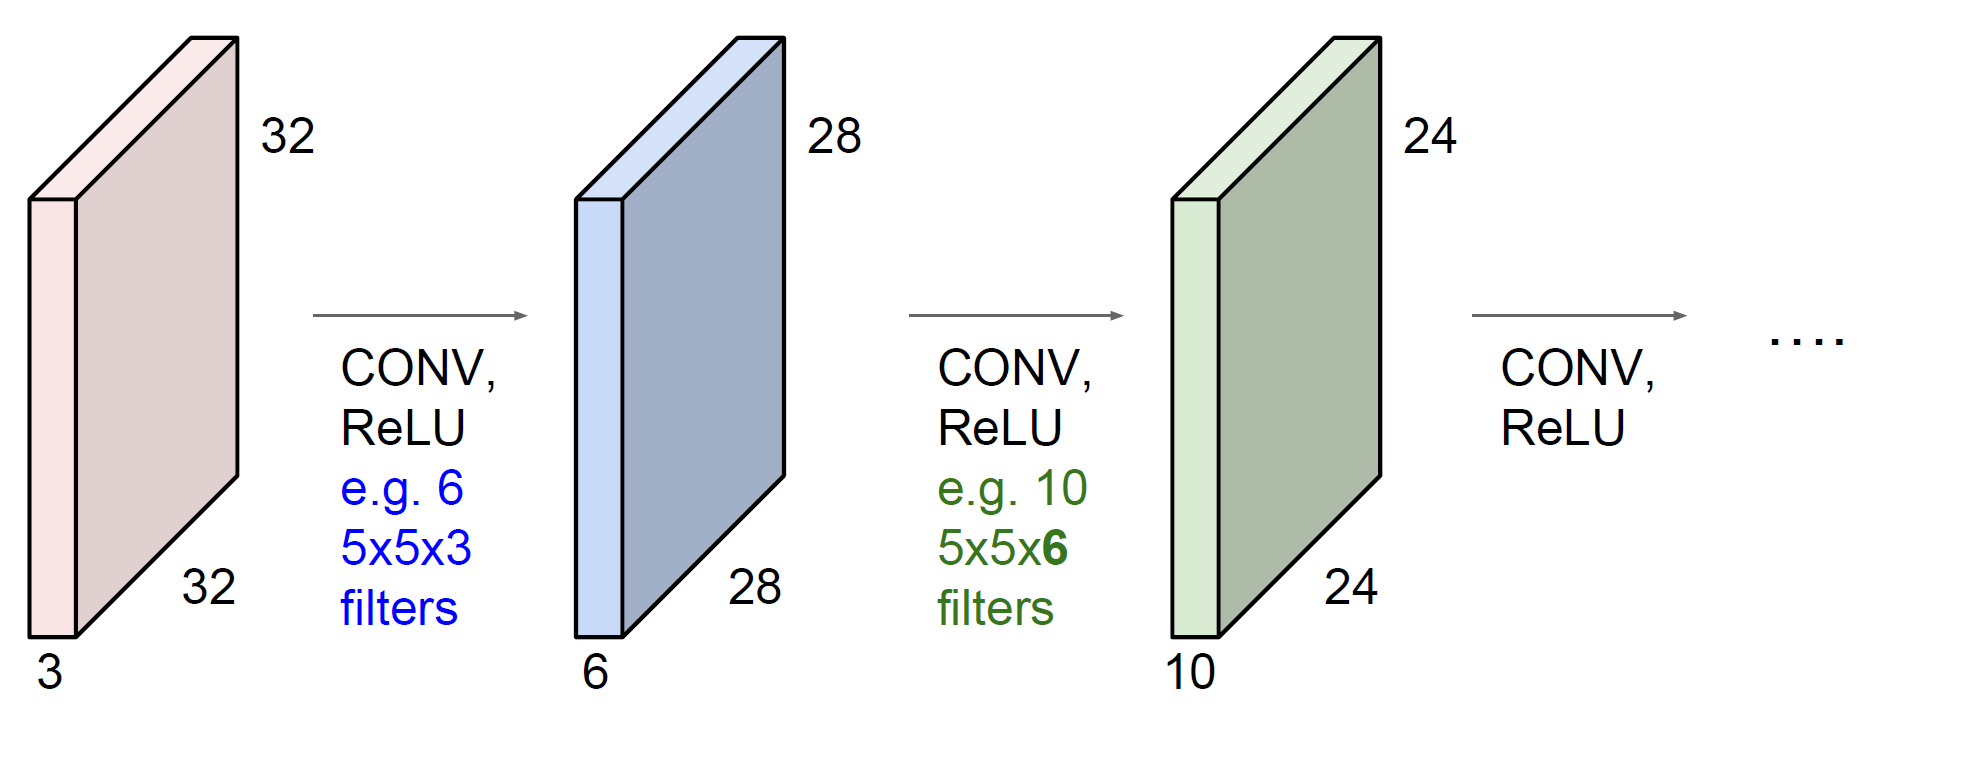 32
32
3
CONV,
ReLU
e.g. 6
5x5x3
filters
28
28
6
CONV,
ReLU
e.g. 10
5x5x6
filters
24
24
10
CONV,
ReLU
....